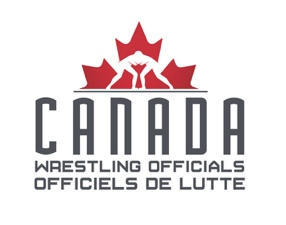 CANADA
WRESTLING OFFICIALS
OFFICIELS DE LUTTE